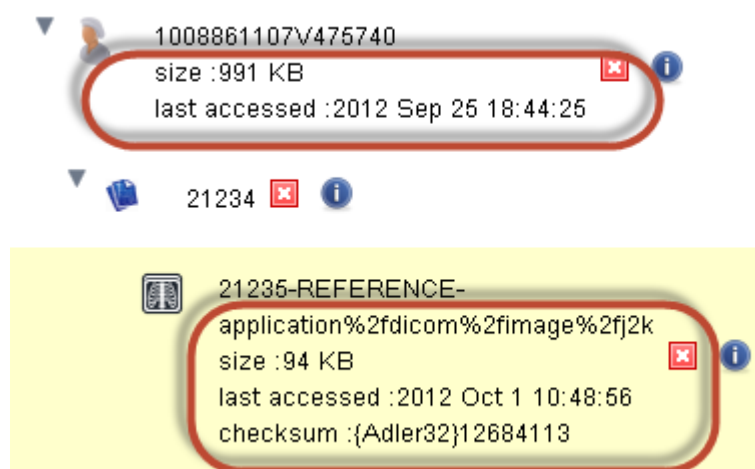 1008861107V475740
size :991 KB
last accessed :2012 Sep 25 18:44:25
21234
21235-REFERENCE-
application%2fdicom%2fimage%2fj2k
size :94 KB
last accessed :2012 Oct 1 10:48:56
checksum :{Adler32}12684113